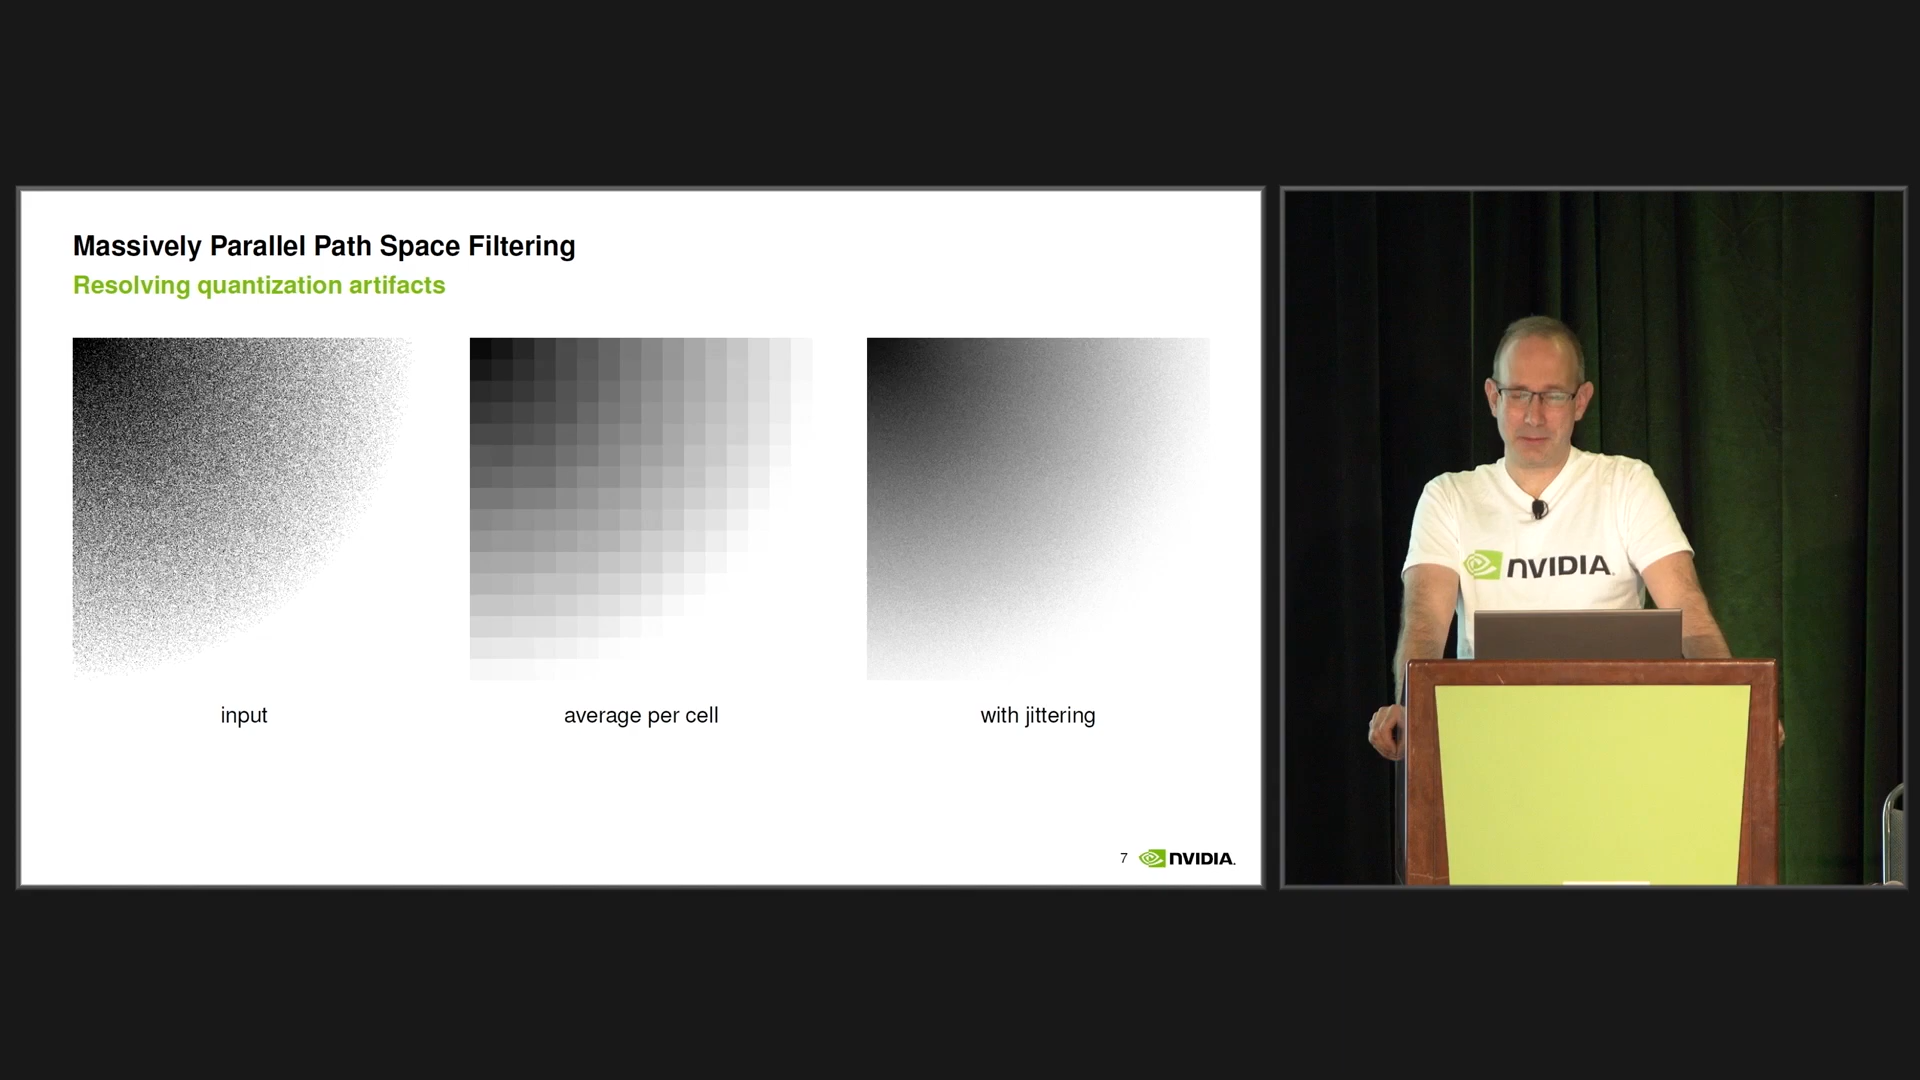 Massively Parallel Path Space Filtering
Resolving quantization artifacts
input
average per cell
with jittering
7
NVIDIA.
NVIDIA.